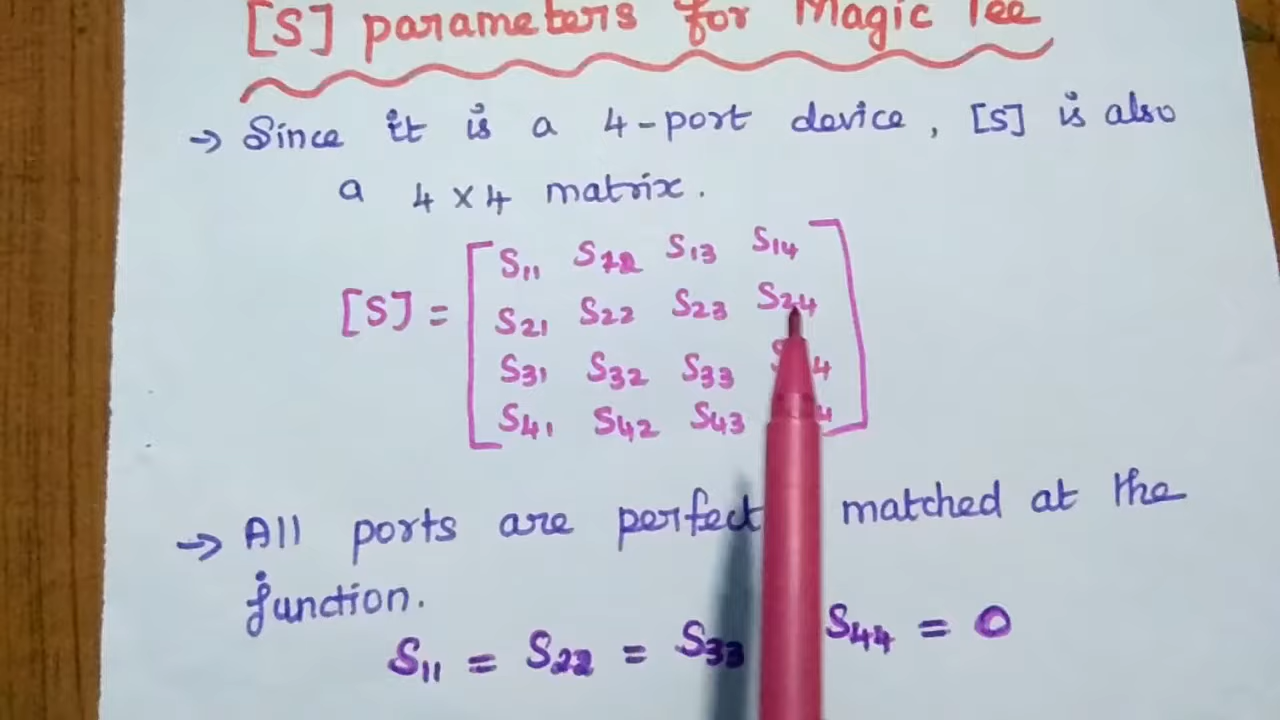 [S] parameters for Magic Tee
→ Since it is a 4-port device, [S] is also
a 4 x 4 matrix.
[S] = [ S11 S12 S13 S14
S21 S22 S23 S24
S31 S32 S33
S41 S42 S43 ]
→ All ports are matched at the
junction.
S11 = S22 = S33 S44 = 0